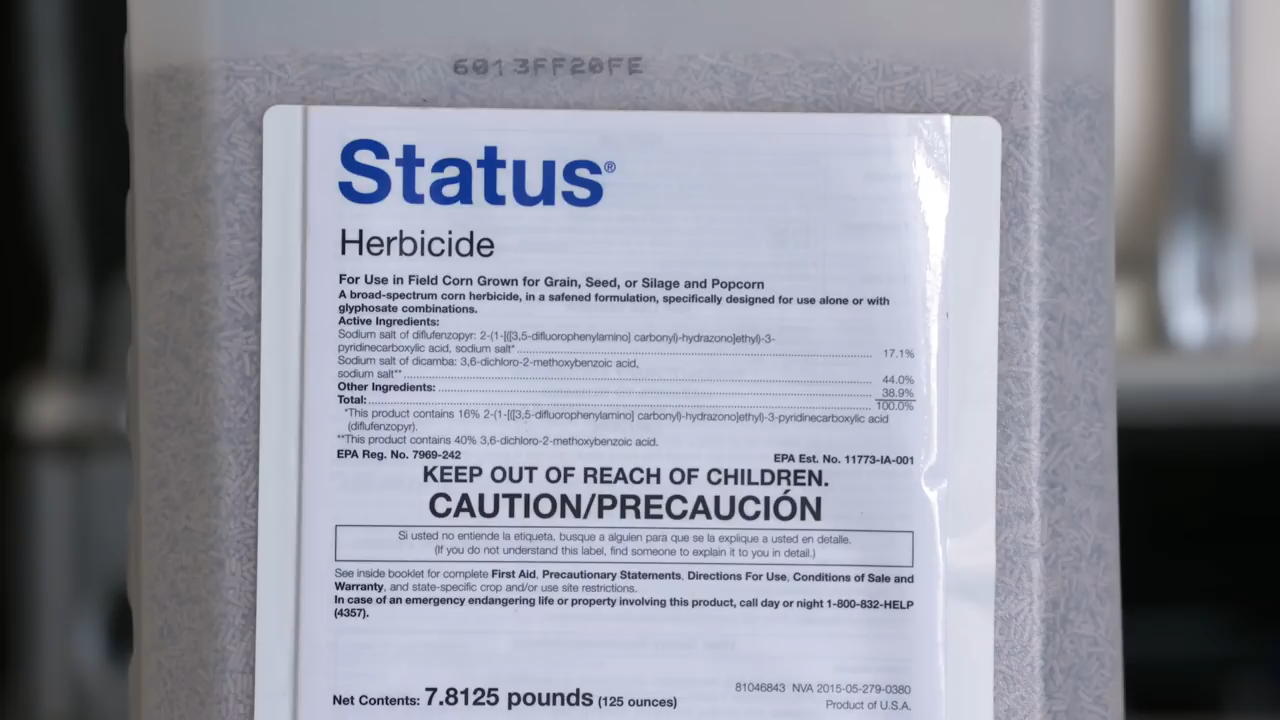 6013FF20FE
Status®
Herbicide
For Use in Field Corn Grown for Grain, Seed, or Silage and Popcorn
A broad-spectrum corn herbicide, in a safened formulation, specifically designed for use alone or with
glyphosate combinations.
Active Ingredients:
Sodium salt of diflufenzopyr: 2-(1-[([3,5-difluorophenylamino] carbonyl)-hydrazono]ethyl)-3-
pyridinecarboxylic acid, sodium salt* 17.1%
Sodium salt of dicamba: 3,6-dichloro-2-methoxybenzoic acid,
sodium salt** 44.0%
Other Ingredients: 38.9%
Total: 100.0%
*This product contains 16% 2-(1-[([3,5-difluorophenylamino] carbonyl)-hydrazono]ethyl)-3-pyridinecarboxylic acid
(diflufenzopyr).
**This product contains 40% 3,6-dichloro-2-methoxybenzoic acid.
EPA Reg. No. 7969-242 EPA Est. No. 11773-IA-001
KEEP OUT OF REACH OF CHILDREN.
CAUTION/PRECAUCIÓN
Si usted no entiende la etiqueta, busque a alguien para que se la explique a usted en detalle.
(If you do not understand this label, find someone to explain it to you in detail.)
See inside booklet for complete First Aid, Precautionary Statements, Directions For Use, Conditions of Sale and
Warranty, and state-specific crop and/or use site restrictions.
In case of an emergency endangering life or property involving this product, call day or night 1-800-832-HELP
(4357).
Net Contents: 7.8125 pounds (125 ounces)
81046843 NVA 2015-05-279-0380
Product of U.S.A.